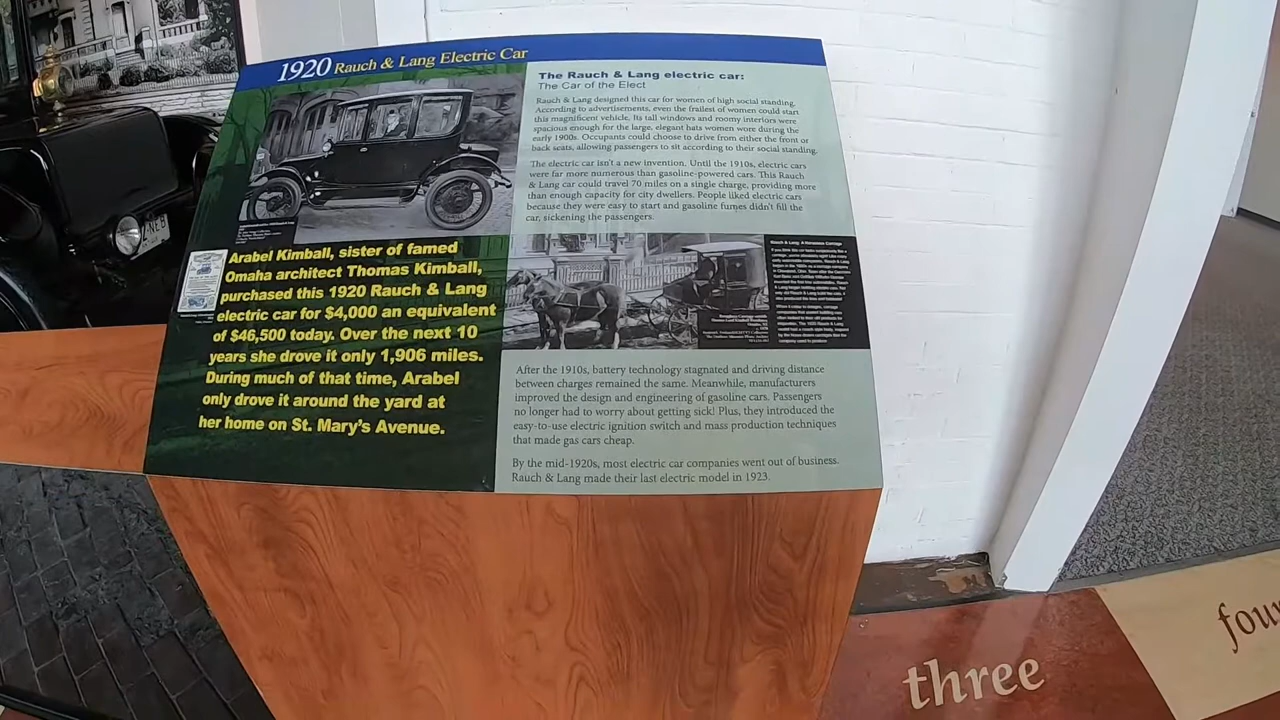 1920 Rauch & Lang Electric Car
The Rauch & Lang electric car:
The Car of the Elect
Rauch & Lang designed this car for women of high social standing.
According to advertisements, even the frailest of women could start
this magnificent vehicle. Its tall windows and roomy interiors were
spacious enough for the large, elegant hats women wore during the
early 1900s. Occupants could choose to drive from either the front or
back seats, allowing passengers to sit according to their social standing.
The electric car isn't a new invention. Until the 1910s, electric cars
were far more numerous than gasoline-powered cars. This Rauch
& Lang car could travel 70 miles on a single charge, providing more
than enough capacity for city dwellers. People liked electric cars
because they were easy to start and gasoline fumes didn't fill the
car, sickening the passengers.
Arabel Kimball, sister of famed
Omaha architect Thomas Kimball,
purchased this 1920 Rauch & Lang
electric car for $4,000 an equivalent
of $46,500 today. Over the next 10
years she drove it only 1,906 miles.
During much of that time, Arabel
only drove it around the yard at
her home on St. Mary's Avenue.
Rauch & Lang: A Horseless Carriage
After the 1910s, battery technology stagnated and driving distance
between charges remained the same. Meanwhile, manufacturers
improved the design and engineering of gasoline cars. Passengers
no longer had to worry about getting sick! Plus, they introduced the
easy-to-use electric ignition switch and mass production techniques
that made gas cars cheap.
By the mid-1920s, most electric car companies went out of business.
Rauch & Lang made their last electric model in 1923.
three